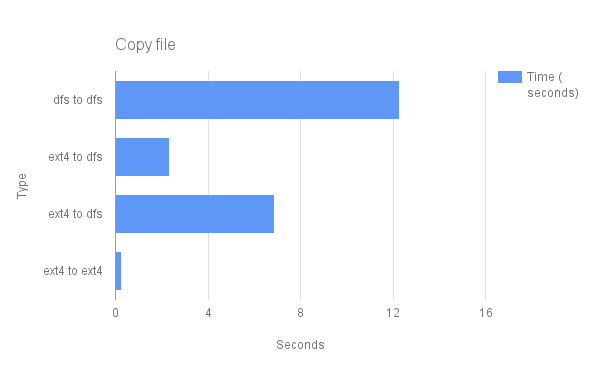 Copy file
Time (
seconds)
dfs to dfs
ext4 to dfs
ext4 to dfs
ext4 to ext4
Type
0 4 8 12 16
Seconds